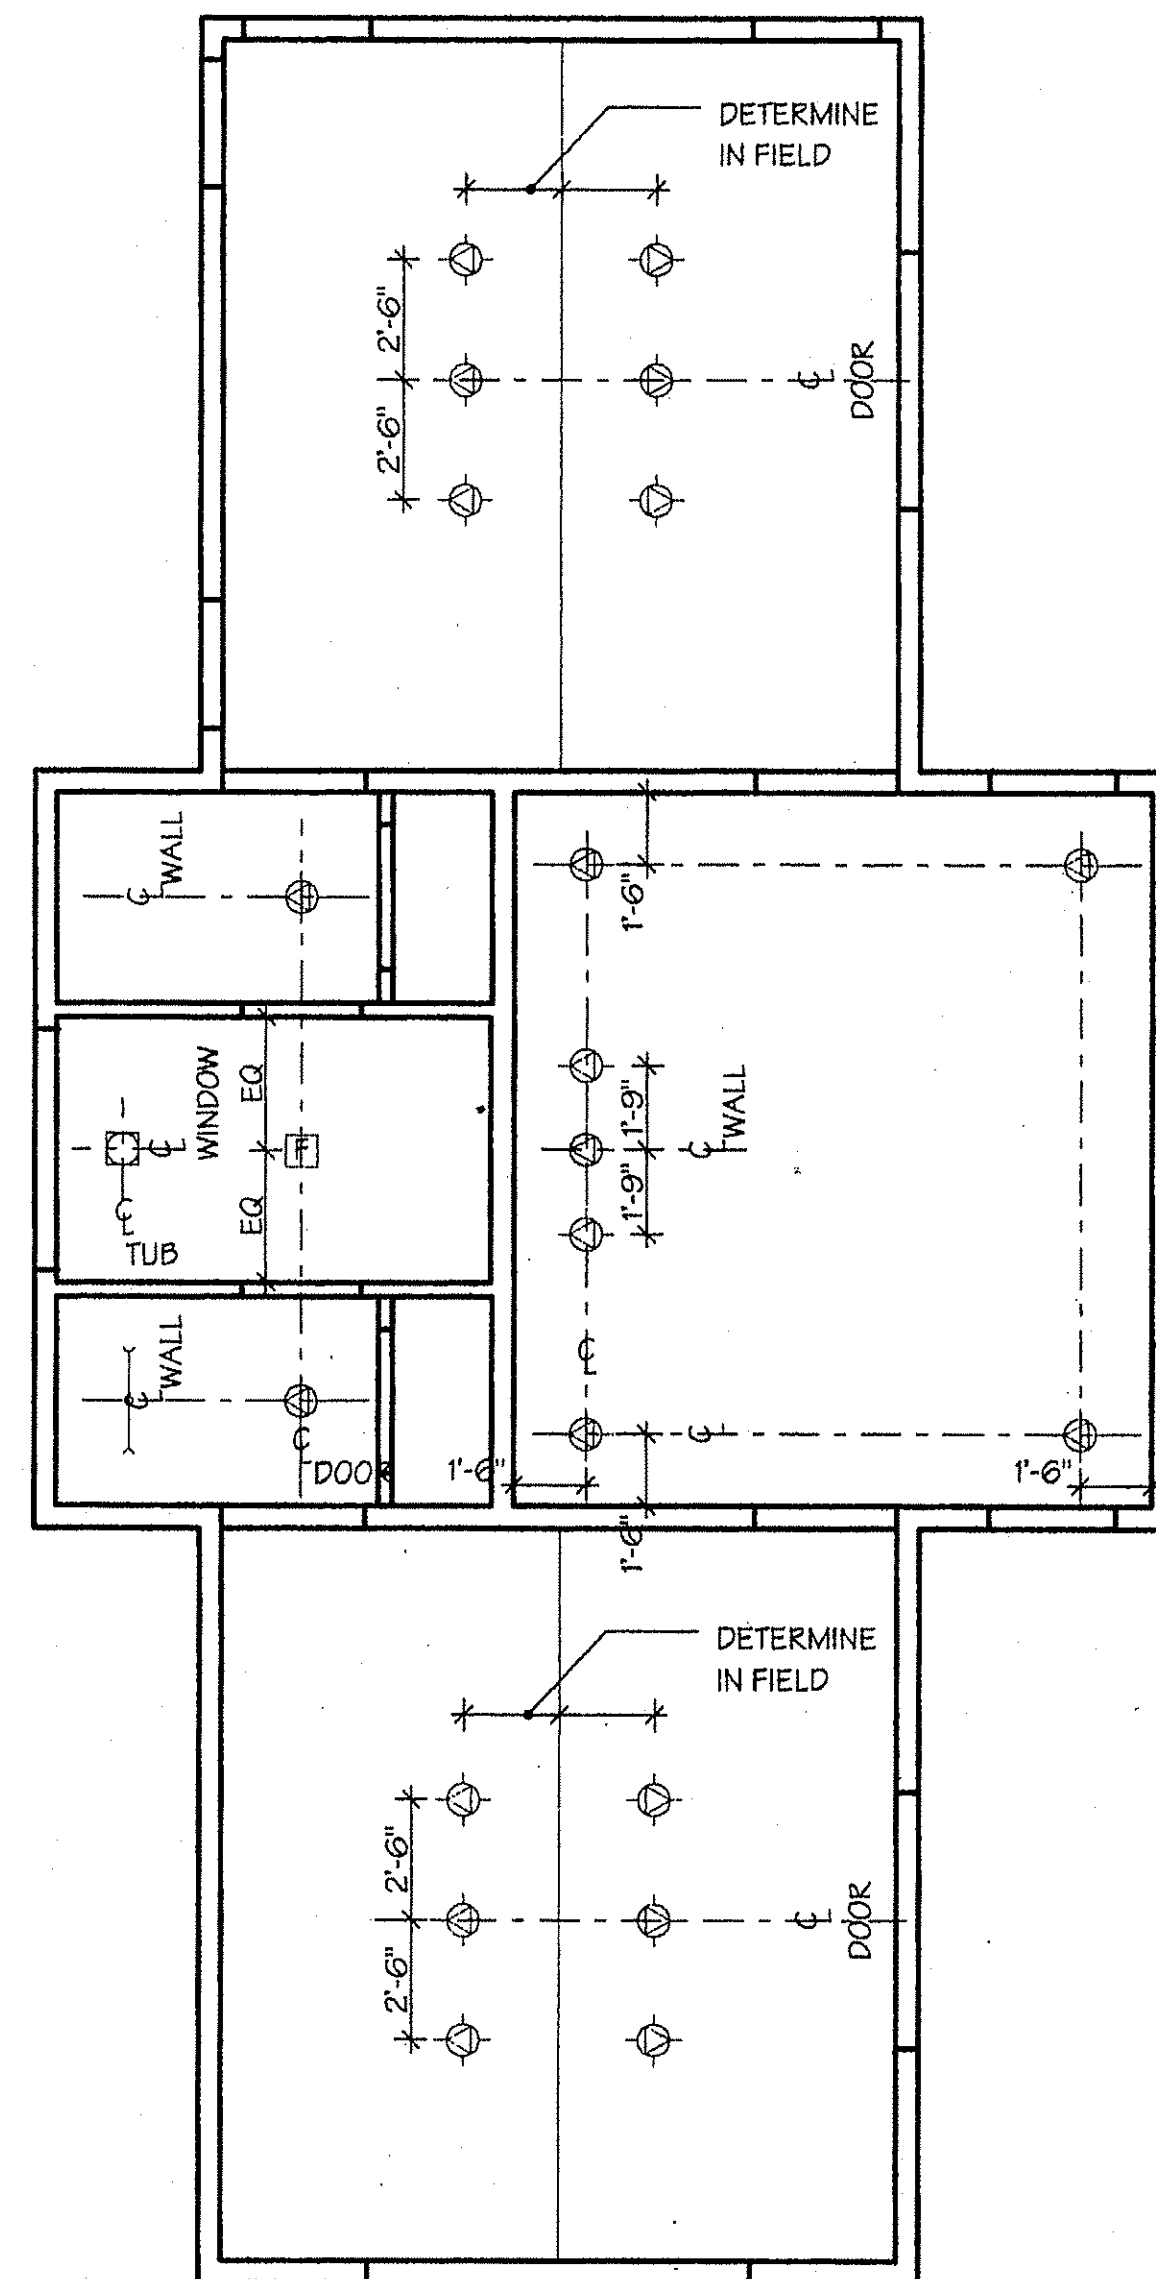 DETERMINE
IN FIELD
2'-6"
2'-6"
℄
DOOR
1'-6"
℄ WALL
℄
WINDOW
EQ
EQ
F
℄
TUB
1'-9"
1'-9"
℄ WALL
℄ WALL
℄
℄
DOO
1'-6"
℄
1'-6"
1'-6"
DETERMINE
IN FIELD
2'-6"
2'-6"
℄
DOOR